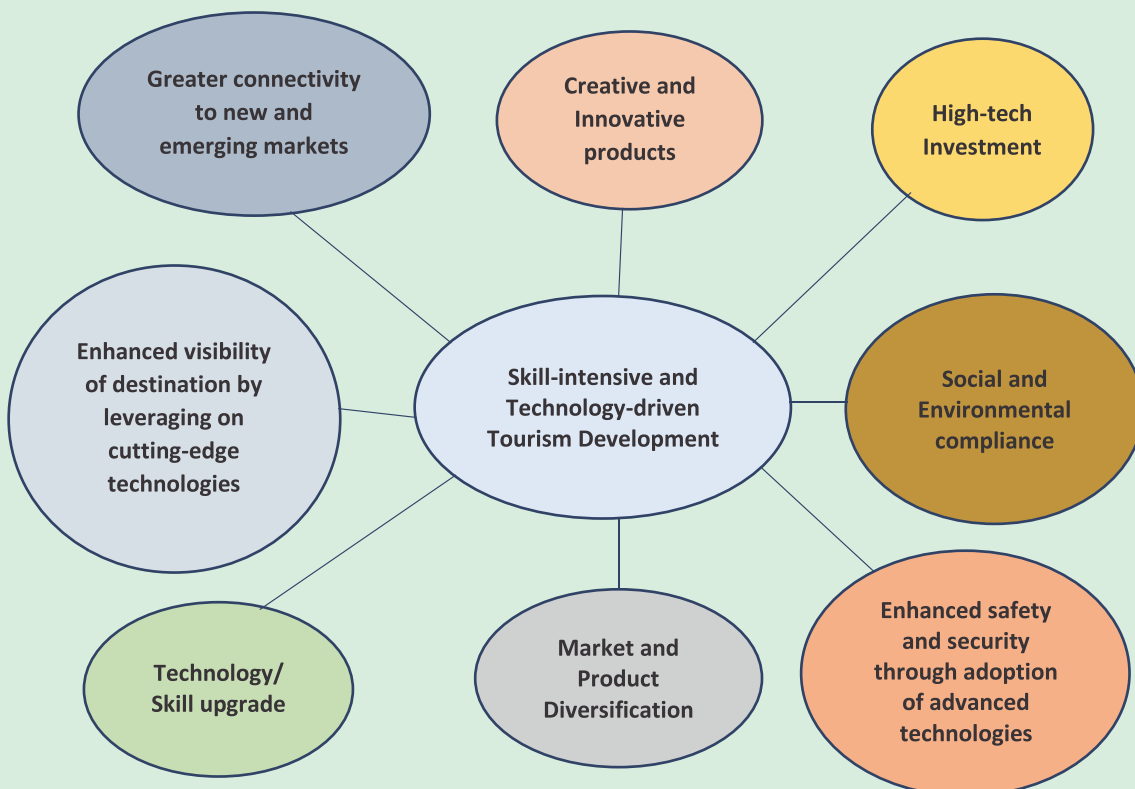 Greater connectivity
to new and
emerging markets
Creative and
Innovative
products
High-tech
Investment
Enhanced visibility
of destination by
leveraging on
cutting-edge
technologies
Skill-intensive and
Technology-driven
Tourism Development
Social and
Environmental
compliance
Technology/
Skill upgrade
Market and
Product
Diversification
Enhanced safety
and security
through adoption
of advanced
technologies